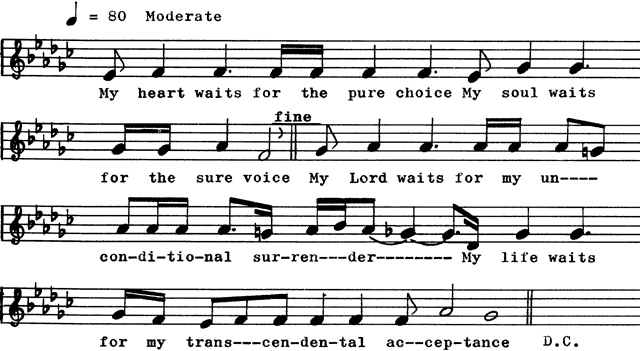 = 80 Moderate
My heart waits for the pure choice My soul waits
fine
for the sure voice My Lord waits for my un----
con-di-tio-nal sur-ren---der-------- My life waits
for my trans---cen-den-tal ac--cep-tance D.C.